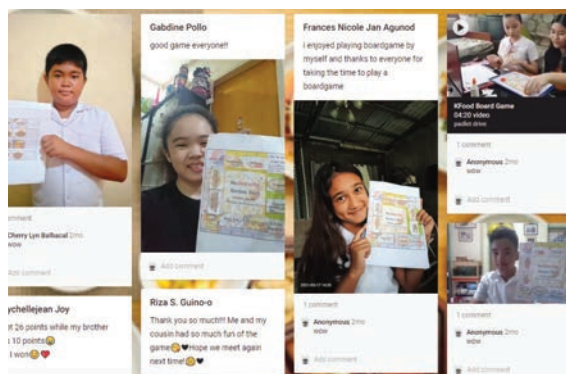 omment
Cherry Lyn Balbacal 2mo
wow
Add comment
ychellejean Joy
t 26 points while my brother
s 10 points
I won
Gabdine Pollo
good game everyone!!
Add comment
Riza S. Guino-o
Thank you so much!!! Me and my
cousin had so much fun of the
game😘🖤Hope we meet again
next time!😊🖤
Frances Nicole Jan Agunod
i enjoyed playing boardgame by
myself and thanks to everyone for
taking the time to play a
boardgame
1 comment
Anonymous 2mo
wow
Add comment
KFood Board Game
04:20 video
padlet drive
1 comment
Anonymous 2mo
wow
Add comment
1 comment
Anonymous 2mo
wow
Add comment